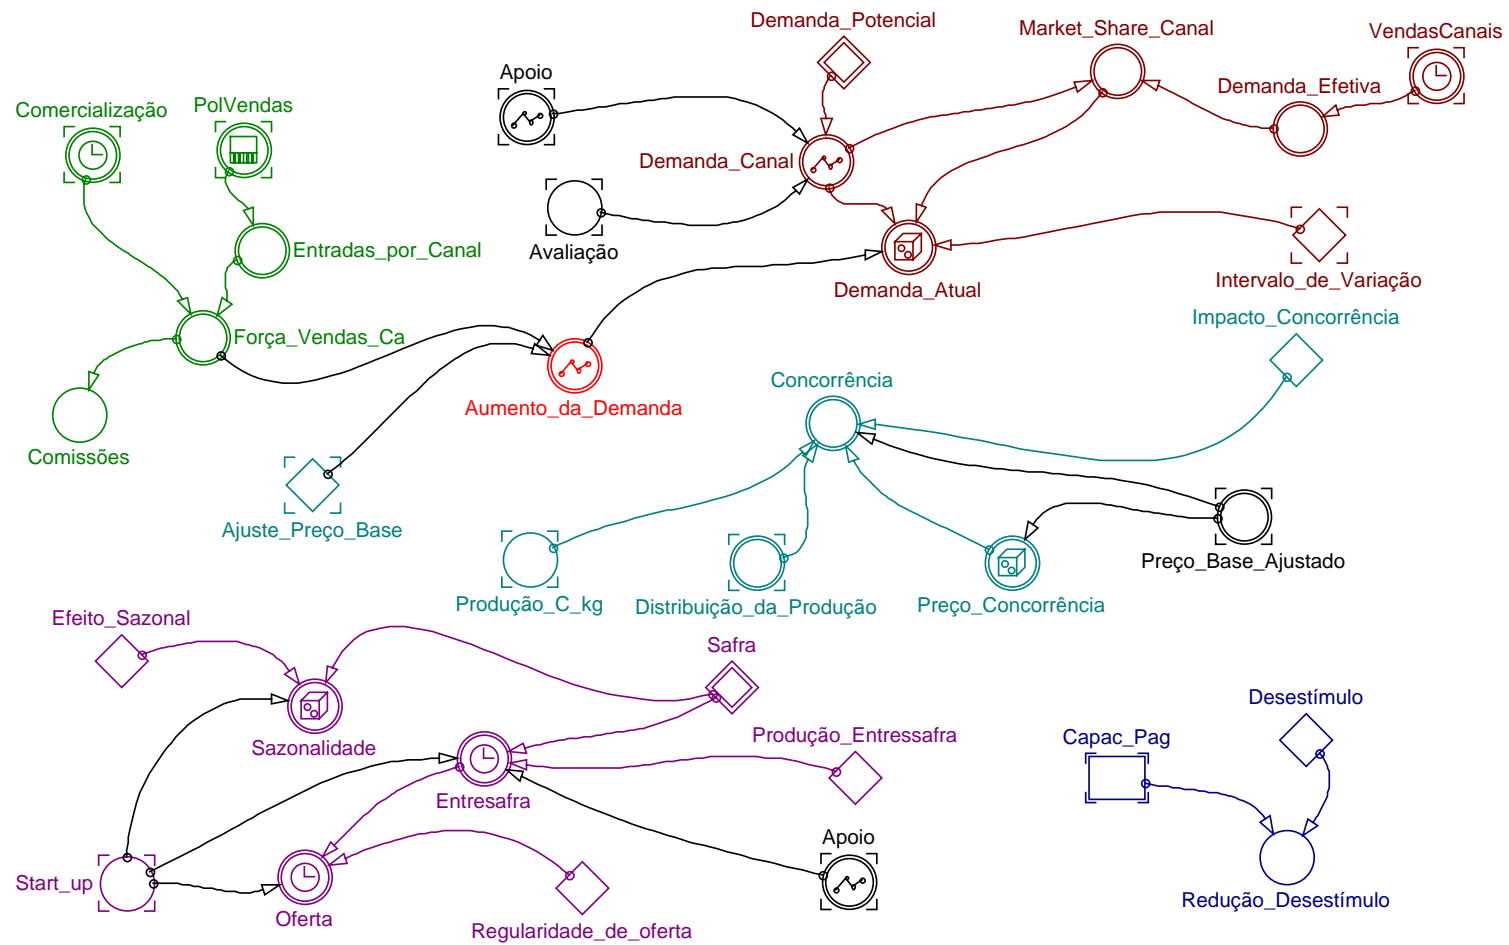 Demanda_Potencial
Market_Share_Canal
VendasCanais
Apoio
Demanda_Efetiva
Comercialização
PolVendas
Demanda_Canal
Avaliação
Entradas_por_Canal
Demanda_Atual
Intervalo_de_Variação
Impacto_Concorrência
Força_Vendas_Ca
Concorrência
Aumento_da_Demanda
Comissões
Ajuste_Preço_Base
Preço_Base_Ajustado
Produção_C_kg
Distribuição_da_Produção
Preço_Concorrência
Efeito_Sazonal
Safra
Desestímulo
Sazonalidade
Produção_Entressafra
Capac_Pag
Entresafra
Apoio
Start_up
Oferta
Regularidade_de_oferta
Redução_Desestímulo